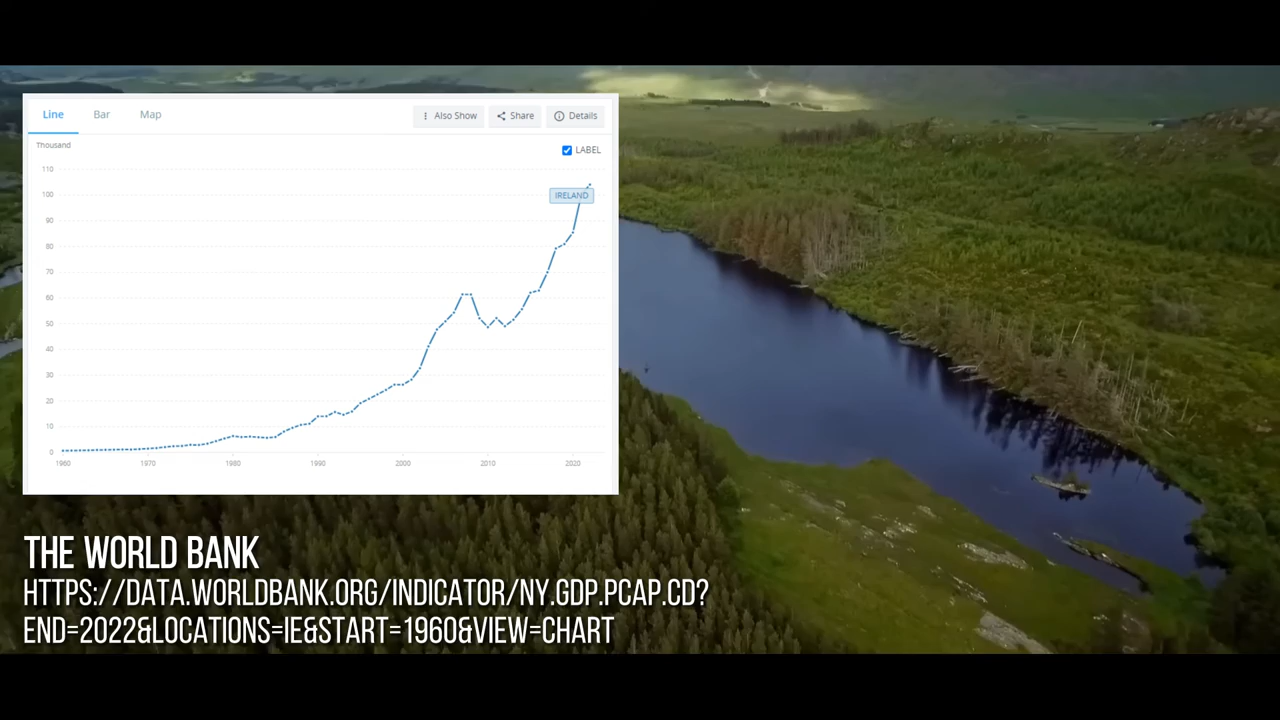 Line Bar Map Also Show Share Details
Thousand
LABEL
110
100
IRELAND
90
80
70
60
50
40
30
20
10
0
1960 1970 1980 1990 2000 2010 2020
THE WORLD BANK
HTTPS://DATA.WORLDBANK.ORG/INDICATOR/NY.GDP.PCAP.CD?
END=2022&LOCATIONS=IE&START=1960&VIEW=CHART